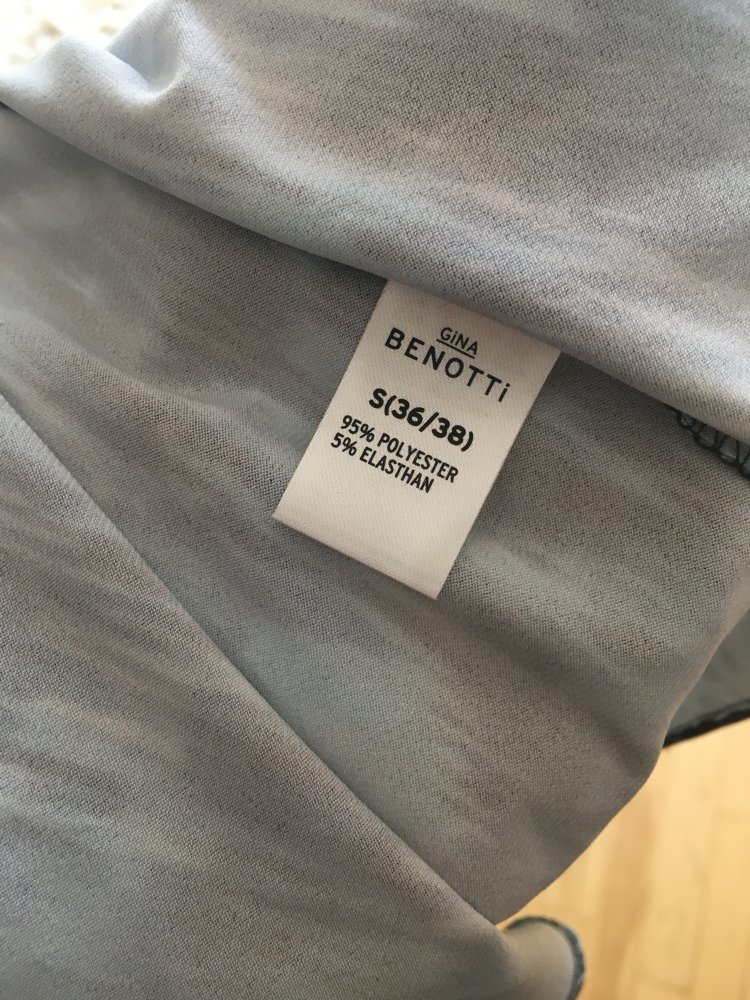 GiNA
BENOTTi
S(36/38)
95% POLYESTER
5% ELASTHAN